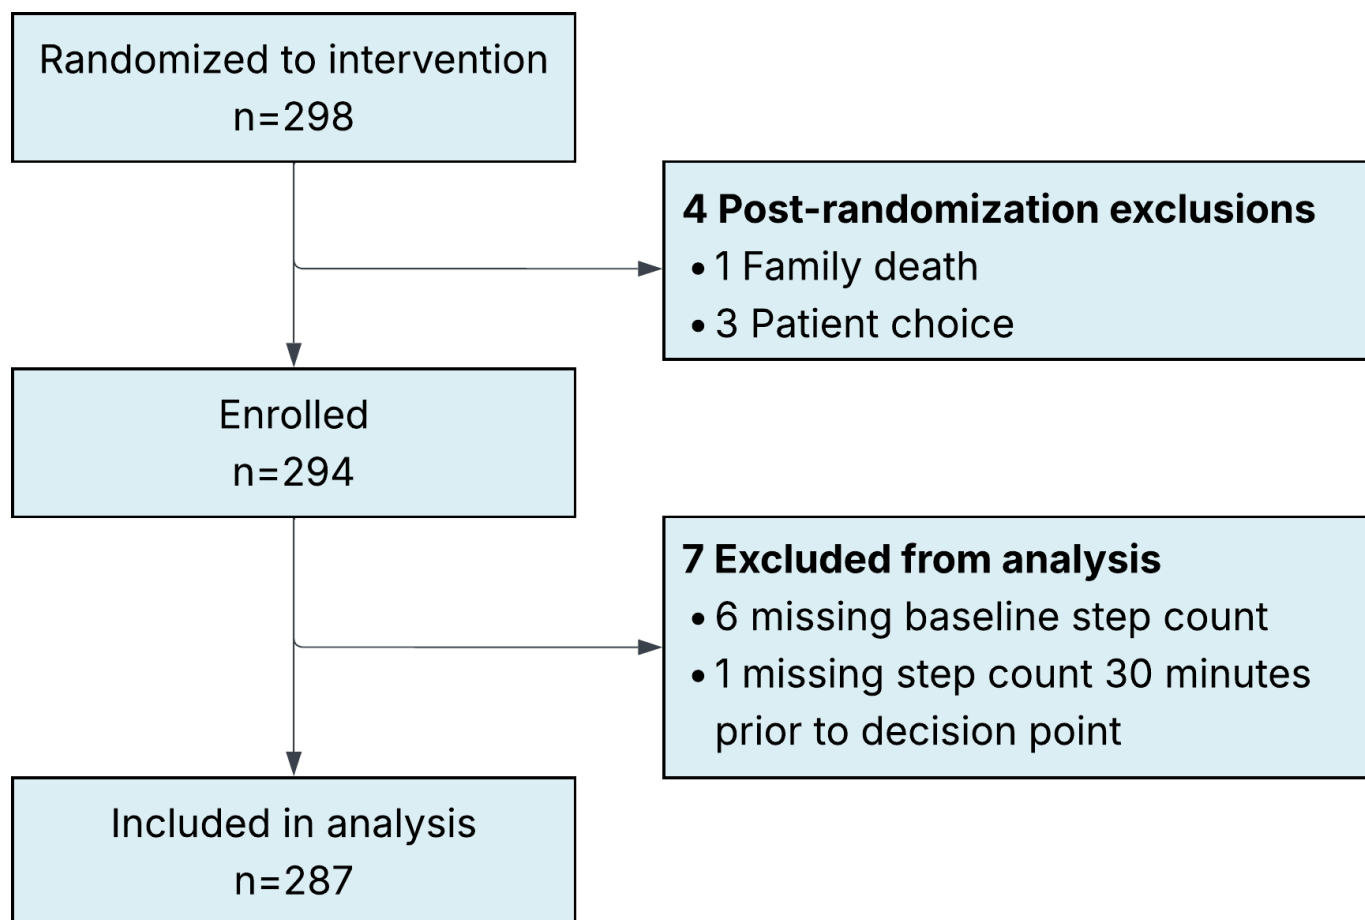 Randomized to intervention
n=298
4 Post-randomization exclusions
• 1 Family death
• 3 Patient choice
Enrolled
n=294
7 Excluded from analysis
• 6 missing baseline step count
• 1 missing step count 30 minutes
prior to decision point
Included in analysis
n=287